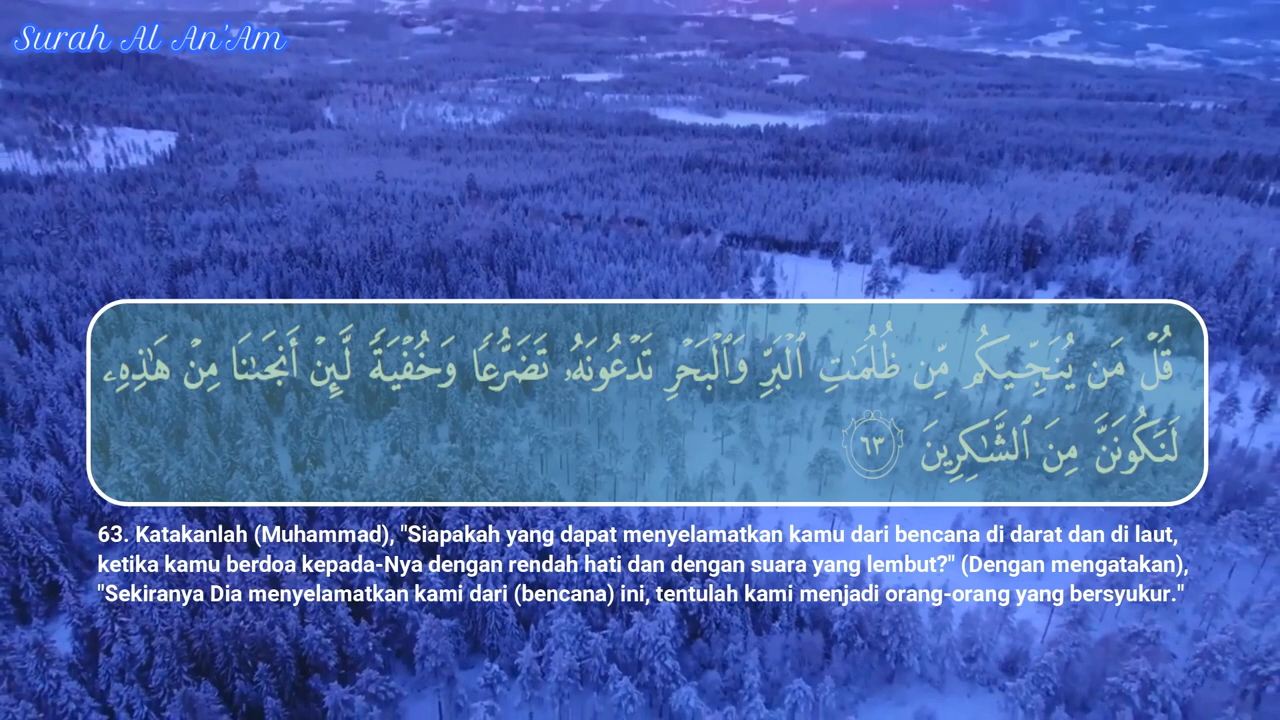 Surah Al An'Am
قُلْ مَن يُنَجِّيكُم مِّن ظُلُمَٰتِ ٱلْبَرِّ وَٱلْبَحْرِ تَدْعُونَهُۥ تَضَرُّعًا وَخُفْيَةً لَّئِنْ أَنجَىٰنَا مِنْ هَٰذِهِۦ
لَنَكُونَنَّ مِنَ ٱلشَّٰكِرِينَ ٦٣
63. Katakanlah (Muhammad), "Siapakah yang dapat menyelamatkan kamu dari bencana di darat dan di laut,
ketika kamu berdoa kepada-Nya dengan rendah hati dan dengan suara yang lembut?" (Dengan mengatakan),
"Sekiranya Dia menyelamatkan kami dari (bencana) ini, tentulah kami menjadi orang-orang yang bersyukur."